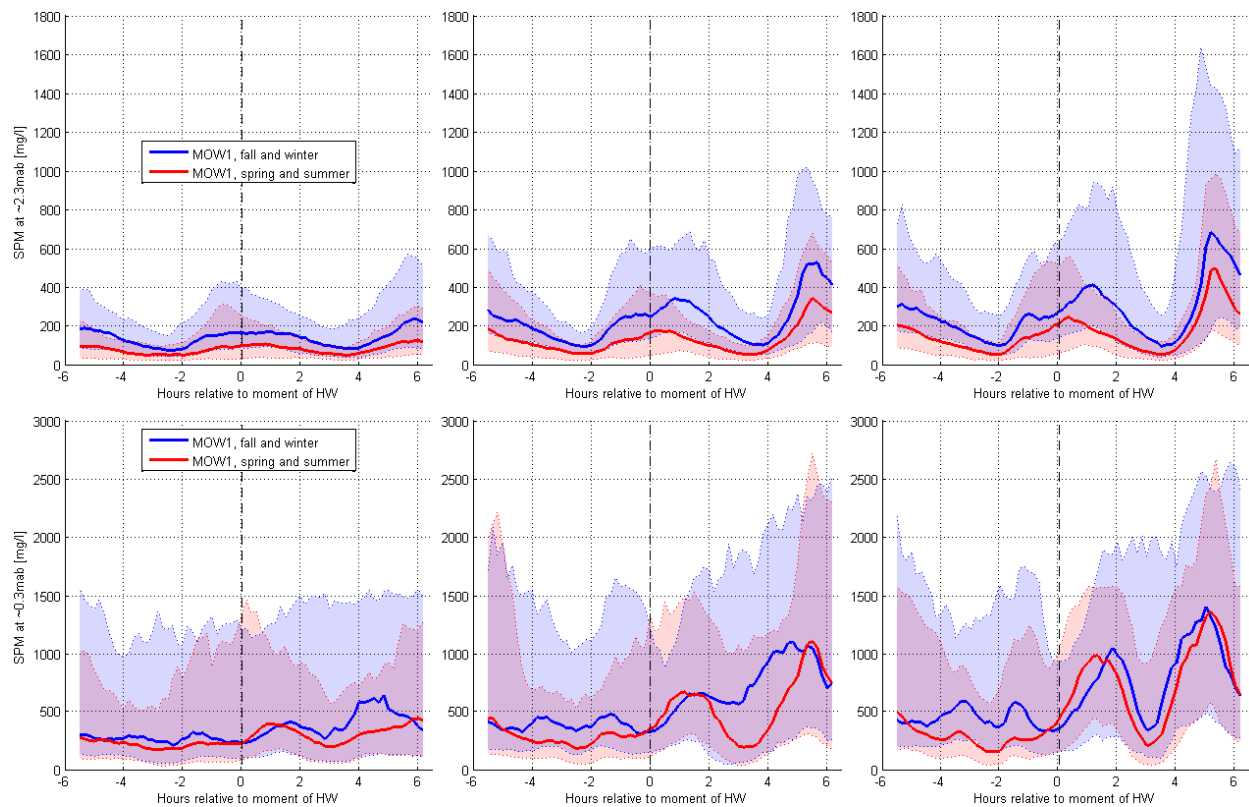 1800 1800 1800
1600 1600 1600
1400 1400 1400
1200 1200 1200
MOW1, fall and winter
MOW1, spring and summer
1000 1000 1000
SPM at ~2.3mab [mg/l]
800 800 800
600 600 600
400 400 400
200 200 200
0 0 0
-6 -4 -2 0 2 4 6 -6 -4 -2 0 2 4 6 -6 -4 -2 0 2 4 6
Hours relative to moment of HW Hours relative to moment of HW Hours relative to moment of HW
3000 3000 3000
MOW1, fall and winter
MOW1, spring and summer
2500 2500 2500
2000 2000 2000
SPM at ~0.3mab [mg/l]
1500 1500 1500
1000 1000 1000
500 500 500
0 0 0
-6 -4 -2 0 2 4 6 -6 -4 -2 0 2 4 6 -6 -4 -2 0 2 4 6
Hours relative to moment of HW Hours relative to moment of HW Hours relative to moment of HW